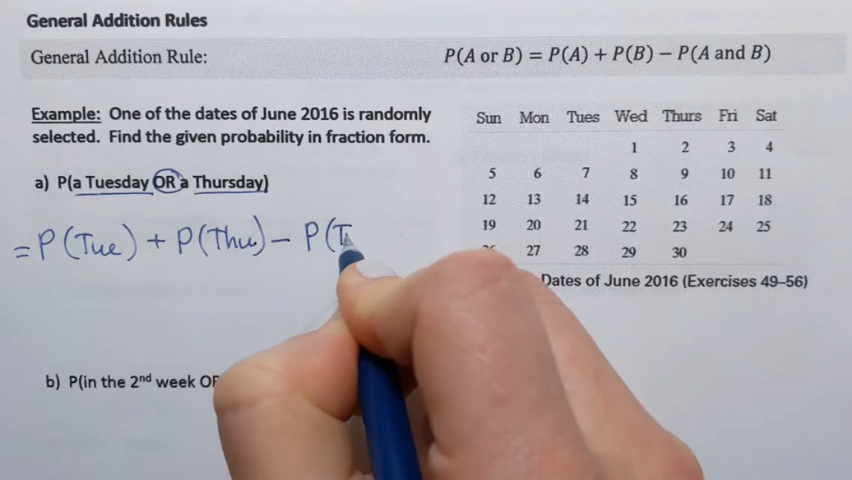 General Addition Rules
General Addition Rule: P(A or B) = P(A) + P(B) − P(A and B)
Example: One of the dates of June 2016 is randomly
selected. Find the given probability in fraction form.
a) P(a Tuesday OR a Thursday)
= P(Tue) + P(Thu) − P(T
b) P(in the 2nd week
Sun Mon Tues Wed Thurs Fri Sat
1 2 3 4
5 6 7 8 9 10 11
12 13 14 15 16 17 18
19 20 21 22 23 24 25
27 28 29 30
Dates of June 2016 (Exercises 49–56)